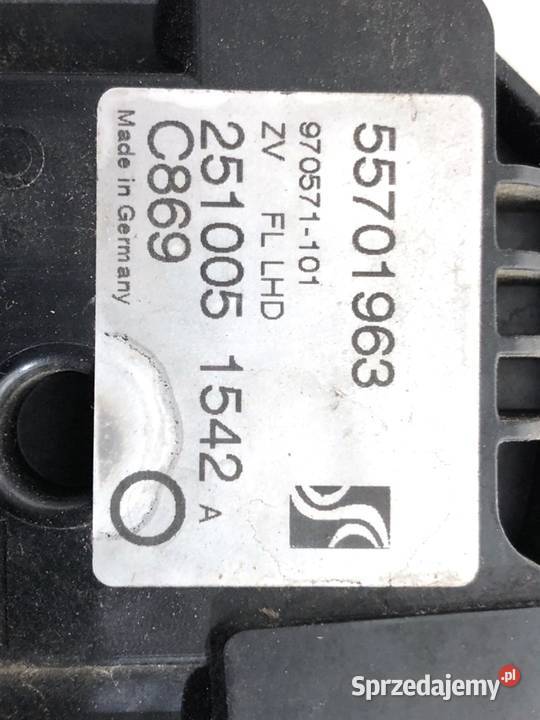 55701963
970571-101
ZV FL LHD
251005 1542 A
C869
Made in Germany
Sprzedajemy.pl